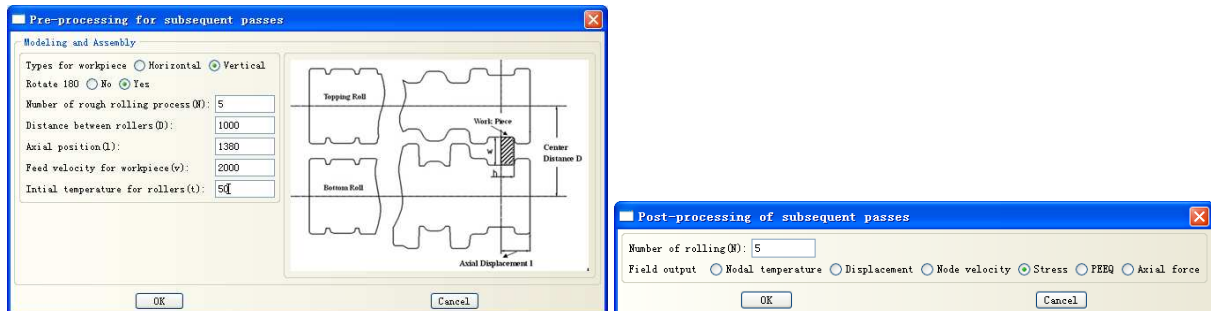 Pre-processing for subsequent passes
Modeling and Assembly
Types for workpiece Horizontal Vertical
Rotate 180 No Yes
Number of rough rolling process(N): 5
Distance between rollers(D): 1000
Axial position(l): 1380
Feed velocity for workpiece(v): 2000
Intial temperature for rollers(t): 50
Topping Roll
Work Piece
w
h
Center
Distance D
Bottom Roll
Axial Displacement l
OK Cancel
Post-processing of subsequent passes
Number of rolling(N): 5
Field output Nodal temperature Displacement Node velocity Stress PEEQ Axial force
OK Cancel